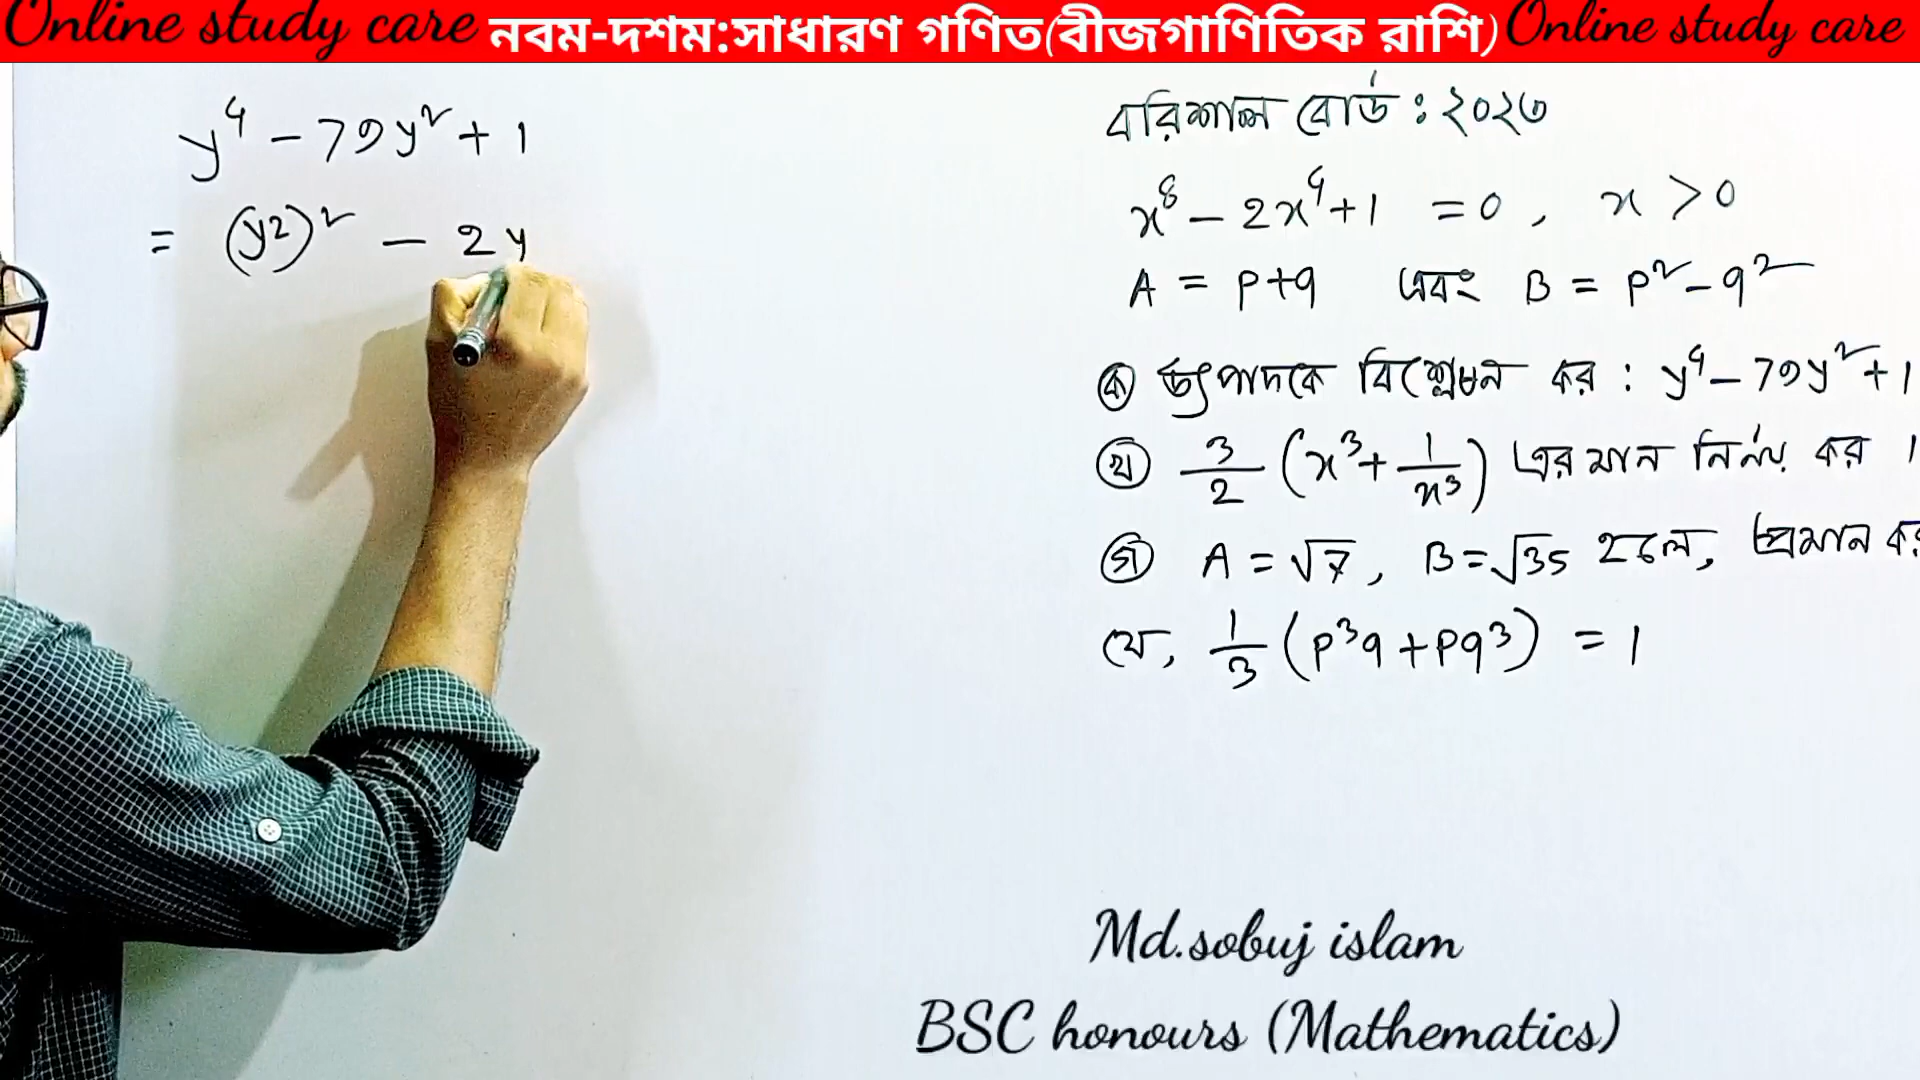 Online study care নবম-দশম:সাধারণ গণিত(বীজগাণিতিক রাশি) Online study care
y⁴ - 79y² + 1
= (y²)² - 2y
বরিশাল বোর্ড : ২০২৩
x⁸ - 2x⁴ + 1 = 0 , x > 0
A = p+q এবং B = p² - q²
ক উৎপাদকে বিশ্লেষন কর : y⁴ - 79y² + 1
খ 3/2 (x³ + 1/x³) এর মান নির্নয় কর ।
গ A = √7 , B = √35 হলে, প্রমান কর
যে, 1/3 (p³q + pq³) = 1
Md.sobuj islam
BSC honours (Mathematics)